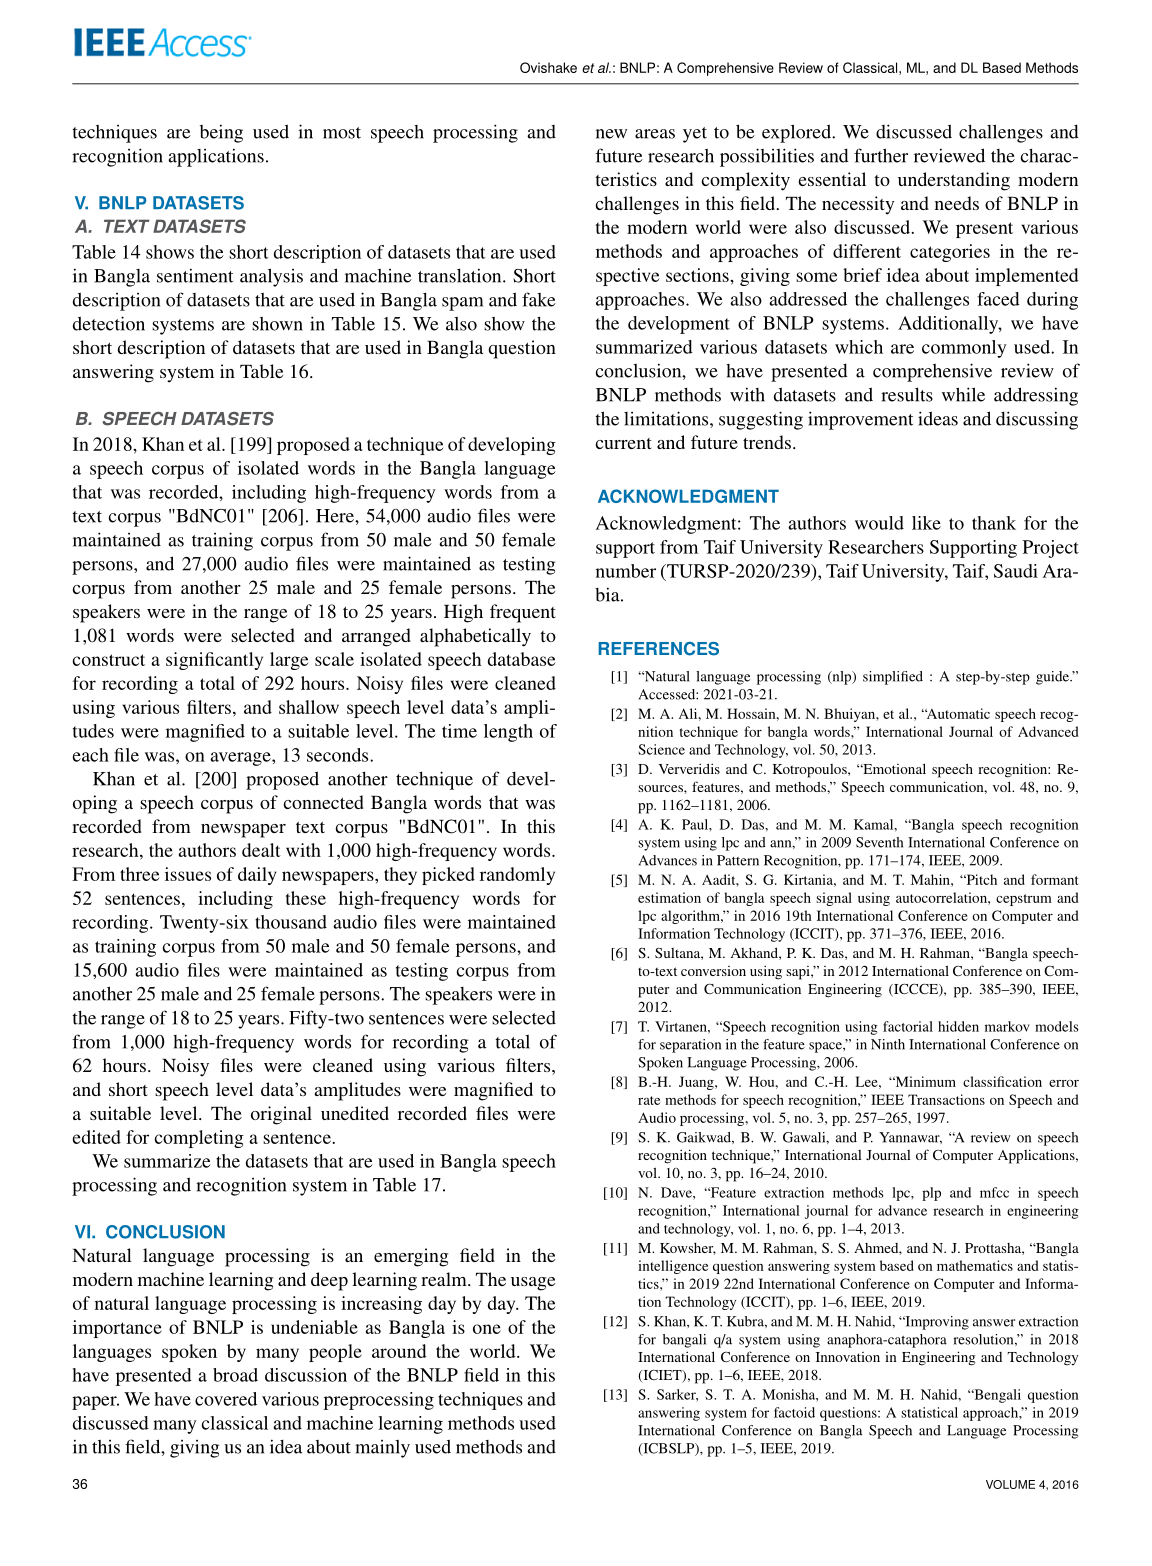 IEEE Access
Ovishake et al.: BNLP: A Comprehensive Review of Classical, ML, and DL Based Methods
techniques are being used in most speech processing and
recognition applications.
V. BNLP DATASETS
A. TEXT DATASETS
Table 14 shows the short description of datasets that are used
in Bangla sentiment analysis and machine translation. Short
description of datasets that are used in Bangla spam and fake
detection systems are shown in Table 15. We also show the
short description of datasets that are used in Bangla question
answering system in Table 16.
B. SPEECH DATASETS
In 2018, Khan et al. [199] proposed a technique of developing
a speech corpus of isolated words in the Bangla language
that was recorded, including high-frequency words from a
text corpus "BdNC01" [206]. Here, 54,000 audio files were
maintained as training corpus from 50 male and 50 female
persons, and 27,000 audio files were maintained as testing
corpus from another 25 male and 25 female persons. The
speakers were in the range of 18 to 25 years. High frequent
1,081 words were selected and arranged alphabetically to
construct a significantly large scale isolated speech database
for recording a total of 292 hours. Noisy files were cleaned
using various filters, and shallow speech level data's ampli-
tudes were magnified to a suitable level. The time length of
each file was, on average, 13 seconds.
Khan et al. [200] proposed another technique of devel-
oping a speech corpus of connected Bangla words that was
recorded from newspaper text corpus "BdNC01". In this
research, the authors dealt with 1,000 high-frequency words.
From three issues of daily newspapers, they picked randomly
52 sentences, including these high-frequency words for
recording. Twenty-six thousand audio files were maintained
as training corpus from 50 male and 50 female persons, and
15,600 audio files were maintained as testing corpus from
another 25 male and 25 female persons. The speakers were in
the range of 18 to 25 years. Fifty-two sentences were selected
from 1,000 high-frequency words for recording a total of
62 hours. Noisy files were cleaned using various filters,
and short speech level data's amplitudes were magnified to
a suitable level. The original unedited recorded files were
edited for completing a sentence.
We summarize the datasets that are used in Bangla speech
processing and recognition system in Table 17.
VI. CONCLUSION
Natural language processing is an emerging field in the
modern machine learning and deep learning realm. The usage
of natural language processing is increasing day by day. The
importance of BNLP is undeniable as Bangla is one of the
languages spoken by many people around the world. We
have presented a broad discussion of the BNLP field in this
paper. We have covered various preprocessing techniques and
discussed many classical and machine learning methods used
in this field, giving us an idea about mainly used methods and
new areas yet to be explored. We discussed challenges and
future research possibilities and further reviewed the charac-
teristics and complexity essential to understanding modern
challenges in this field. The necessity and needs of BNLP in
the modern world were also discussed. We present various
methods and approaches of different categories in the re-
spective sections, giving some brief idea about implemented
approaches. We also addressed the challenges faced during
the development of BNLP systems. Additionally, we have
summarized various datasets which are commonly used. In
conclusion, we have presented a comprehensive review of
BNLP methods with datasets and results while addressing
the limitations, suggesting improvement ideas and discussing
current and future trends.
ACKNOWLEDGMENT
Acknowledgment: The authors would like to thank for the
support from Taif University Researchers Supporting Project
number (TURSP-2020/239), Taif University, Taif, Saudi Ara-
bia.
REFERENCES
[1] “Natural language processing (nlp) simplified : A step-by-step guide.”
Accessed: 2021-03-21.
[2] M. A. Ali, M. Hossain, M. N. Bhuiyan, et al., “Automatic speech recog-
nition technique for bangla words,” International Journal of Advanced
Science and Technology, vol. 50, 2013.
[3] D. Ververidis and C. Kotropoulos, “Emotional speech recognition: Re-
sources, features, and methods,” Speech communication, vol. 48, no. 9,
pp. 1162–1181, 2006.
[4] A. K. Paul, D. Das, and M. M. Kamal, “Bangla speech recognition
system using lpc and ann,” in 2009 Seventh International Conference on
Advances in Pattern Recognition, pp. 171–174, IEEE, 2009.
[5] M. N. A. Aadit, S. G. Kirtania, and M. T. Mahin, “Pitch and formant
estimation of bangla speech signal using autocorrelation, cepstrum and
lpc algorithm,” in 2016 19th International Conference on Computer and
Information Technology (ICCIT), pp. 371–376, IEEE, 2016.
[6] S. Sultana, M. Akhand, P. K. Das, and M. H. Rahman, “Bangla speech-
to-text conversion using sapi,” in 2012 International Conference on Com-
puter and Communication Engineering (ICCCE), pp. 385–390, IEEE,
2012.
[7] T. Virtanen, “Speech recognition using factorial hidden markov models
for separation in the feature space,” in Ninth International Conference on
Spoken Language Processing, 2006.
[8] B.-H. Juang, W. Hou, and C.-H. Lee, “Minimum classification error
rate methods for speech recognition,” IEEE Transactions on Speech and
Audio processing, vol. 5, no. 3, pp. 257–265, 1997.
[9] S. K. Gaikwad, B. W. Gawali, and P. Yannawar, “A review on speech
recognition technique,” International Journal of Computer Applications,
vol. 10, no. 3, pp. 16–24, 2010.
[10] N. Dave, “Feature extraction methods lpc, plp and mfcc in speech
recognition,” International journal for advance research in engineering
and technology, vol. 1, no. 6, pp. 1–4, 2013.
[11] M. Kowsher, M. M. Rahman, S. S. Ahmed, and N. J. Prottasha, “Bangla
intelligence question answering system based on mathematics and statis-
tics,” in 2019 22nd International Conference on Computer and Informa-
tion Technology (ICCIT), pp. 1–6, IEEE, 2019.
[12] S. Khan, K. T. Kubra, and M. M. H. Nahid, “Improving answer extraction
for bangali q/a system using anaphora-cataphora resolution,” in 2018
International Conference on Innovation in Engineering and Technology
(ICIET), pp. 1–6, IEEE, 2018.
[13] S. Sarker, S. T. A. Monisha, and M. M. H. Nahid, “Bengali question
answering system for factoid questions: A statistical approach,” in 2019
International Conference on Bangla Speech and Language Processing
(ICBSLP), pp. 1–5, IEEE, 2019.
36
VOLUME 4, 2016